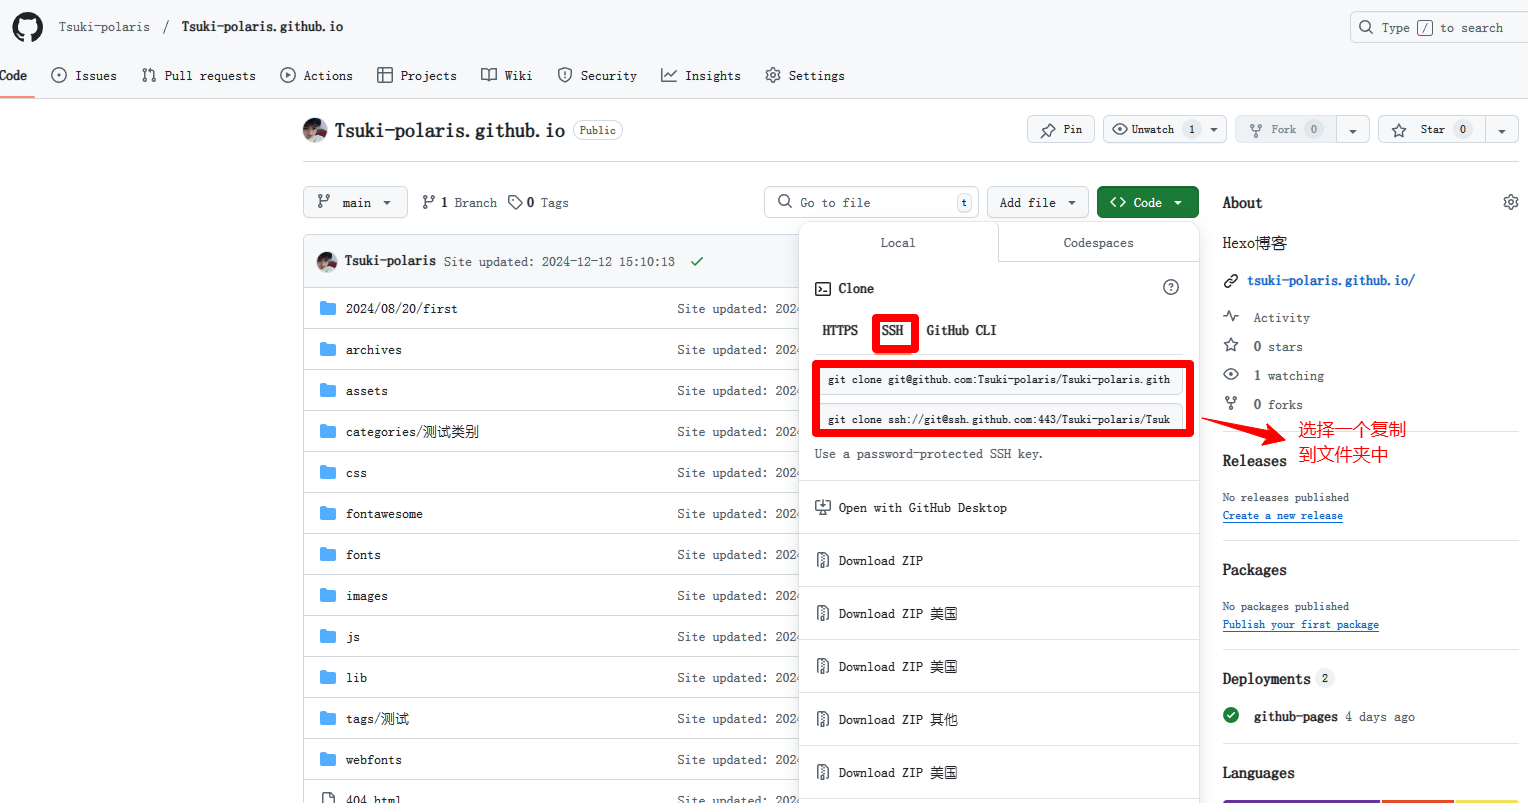 Tsuki-polaris / Tsuki-polaris.github.io
Type / to search
Code Issues Pull requests Actions Projects Wiki Security Insights Settings
Tsuki-polaris.github.io Public
Pin Unwatch 1 Fork 0 Star 0
main 1 Branch 0 Tags
Go to file t
Add file
Code
Tsuki-polaris Site updated: 2024-12-12 15:10:13
2024/08/20/first Site updated: 202
archives Site updated: 202
assets Site updated: 202
categories/测试类别 Site updated: 202
css Site updated: 202
fontawesome Site updated: 202
fonts Site updated: 202
images Site updated: 202
js Site updated: 202
lib Site updated: 202
tags/测试 Site updated: 202
webfonts Site updated: 202
404.html Site updated: 202
Local Codespaces
Clone
HTTPS SSH GitHub CLI
git clone git@github.com:Tsuki-polaris/Tsuki-polaris.gith
git clone ssh://git@ssh.github.com:443/Tsuki-polaris/Tsuk
Use a password-protected SSH key.
Open with GitHub Desktop
Download ZIP
Download ZIP 美国
Download ZIP 美国
Download ZIP 其他
Download ZIP 美国
About
Hexo博客
tsuki-polaris.github.io/
Activity
0 stars
1 watching
0 forks
选择一个复制
到文件夹中
Releases
No releases published
Create a new release
Packages
No packages published
Publish your first package
Deployments 2
github-pages 4 days ago
Languages